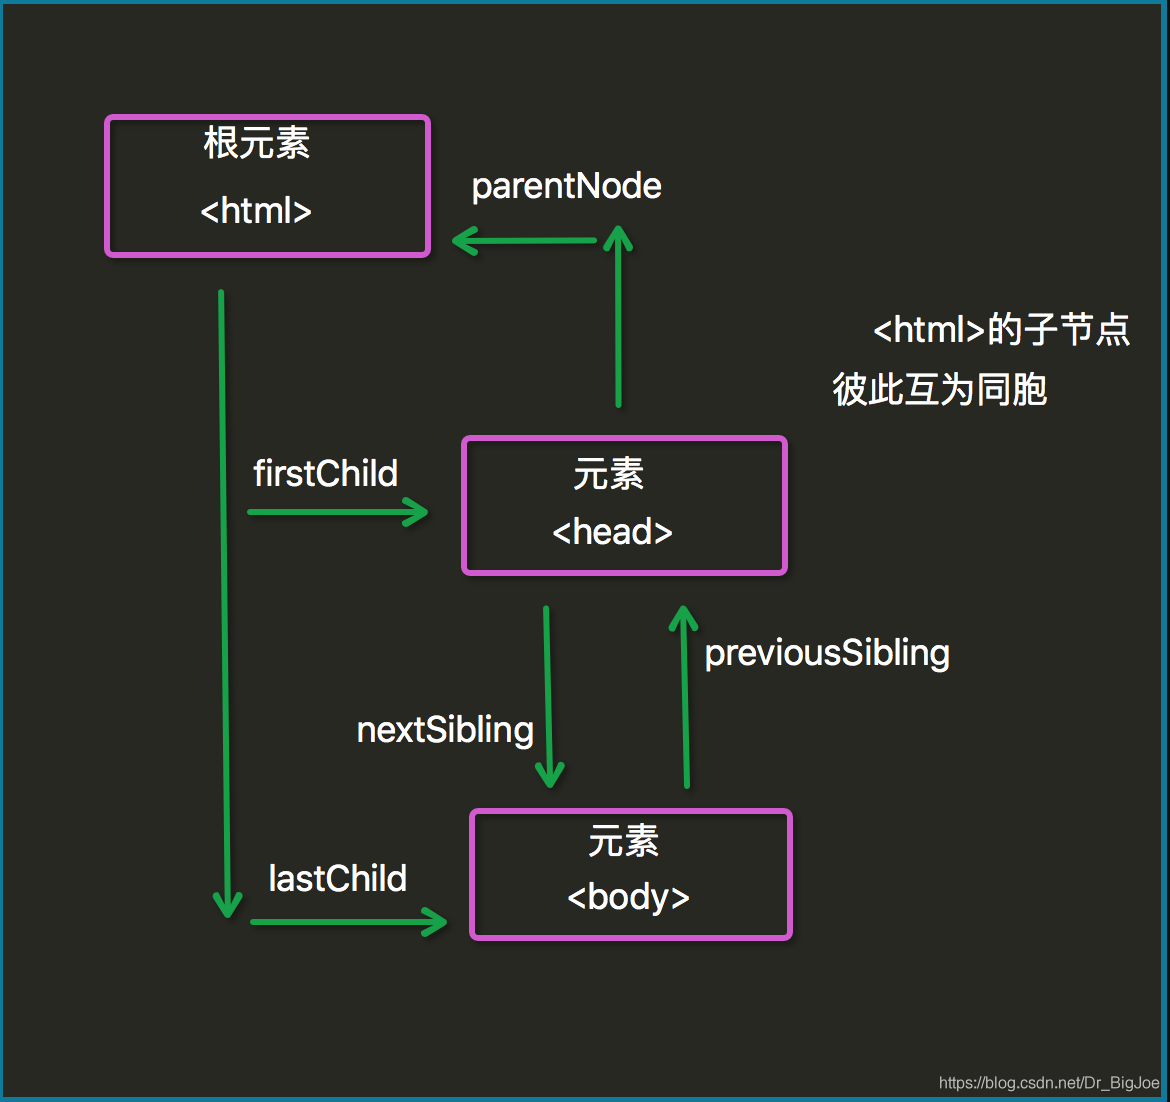 根元素
<html>
parentNode
<html>的子节点
彼此互为同胞
firstChild
元素
<head>
previousSibling
nextSibling
元素
<body>
lastChild
https://blog.csdn.net/Dr_BigJoe